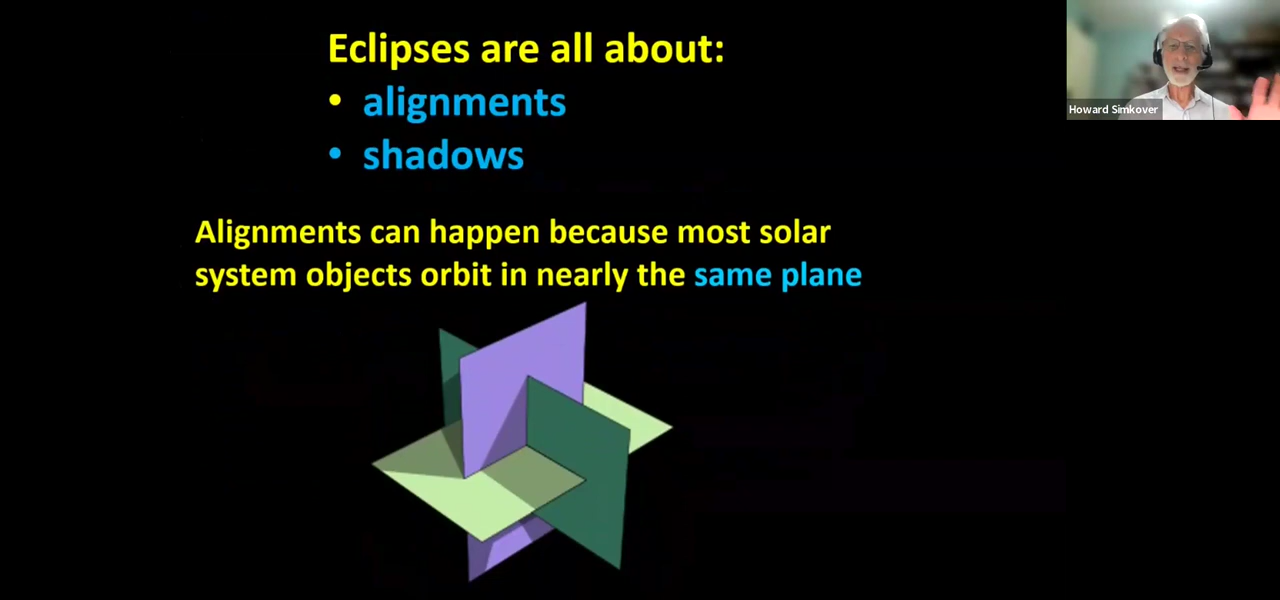 Eclipses are all about:
• alignments
• shadows
Alignments can happen because most solar
system objects orbit in nearly the same plane
Howard Simkover